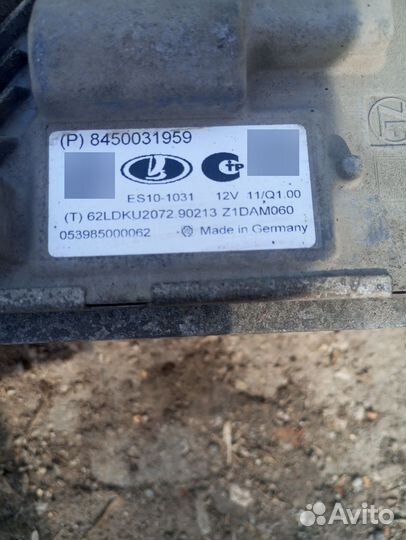 (P) 8450031959
ES10-1031 12V 11/Q1.00
(T) 62LDKU2072 90213 Z1DAM060
053985000062 Made in Germany
Avito